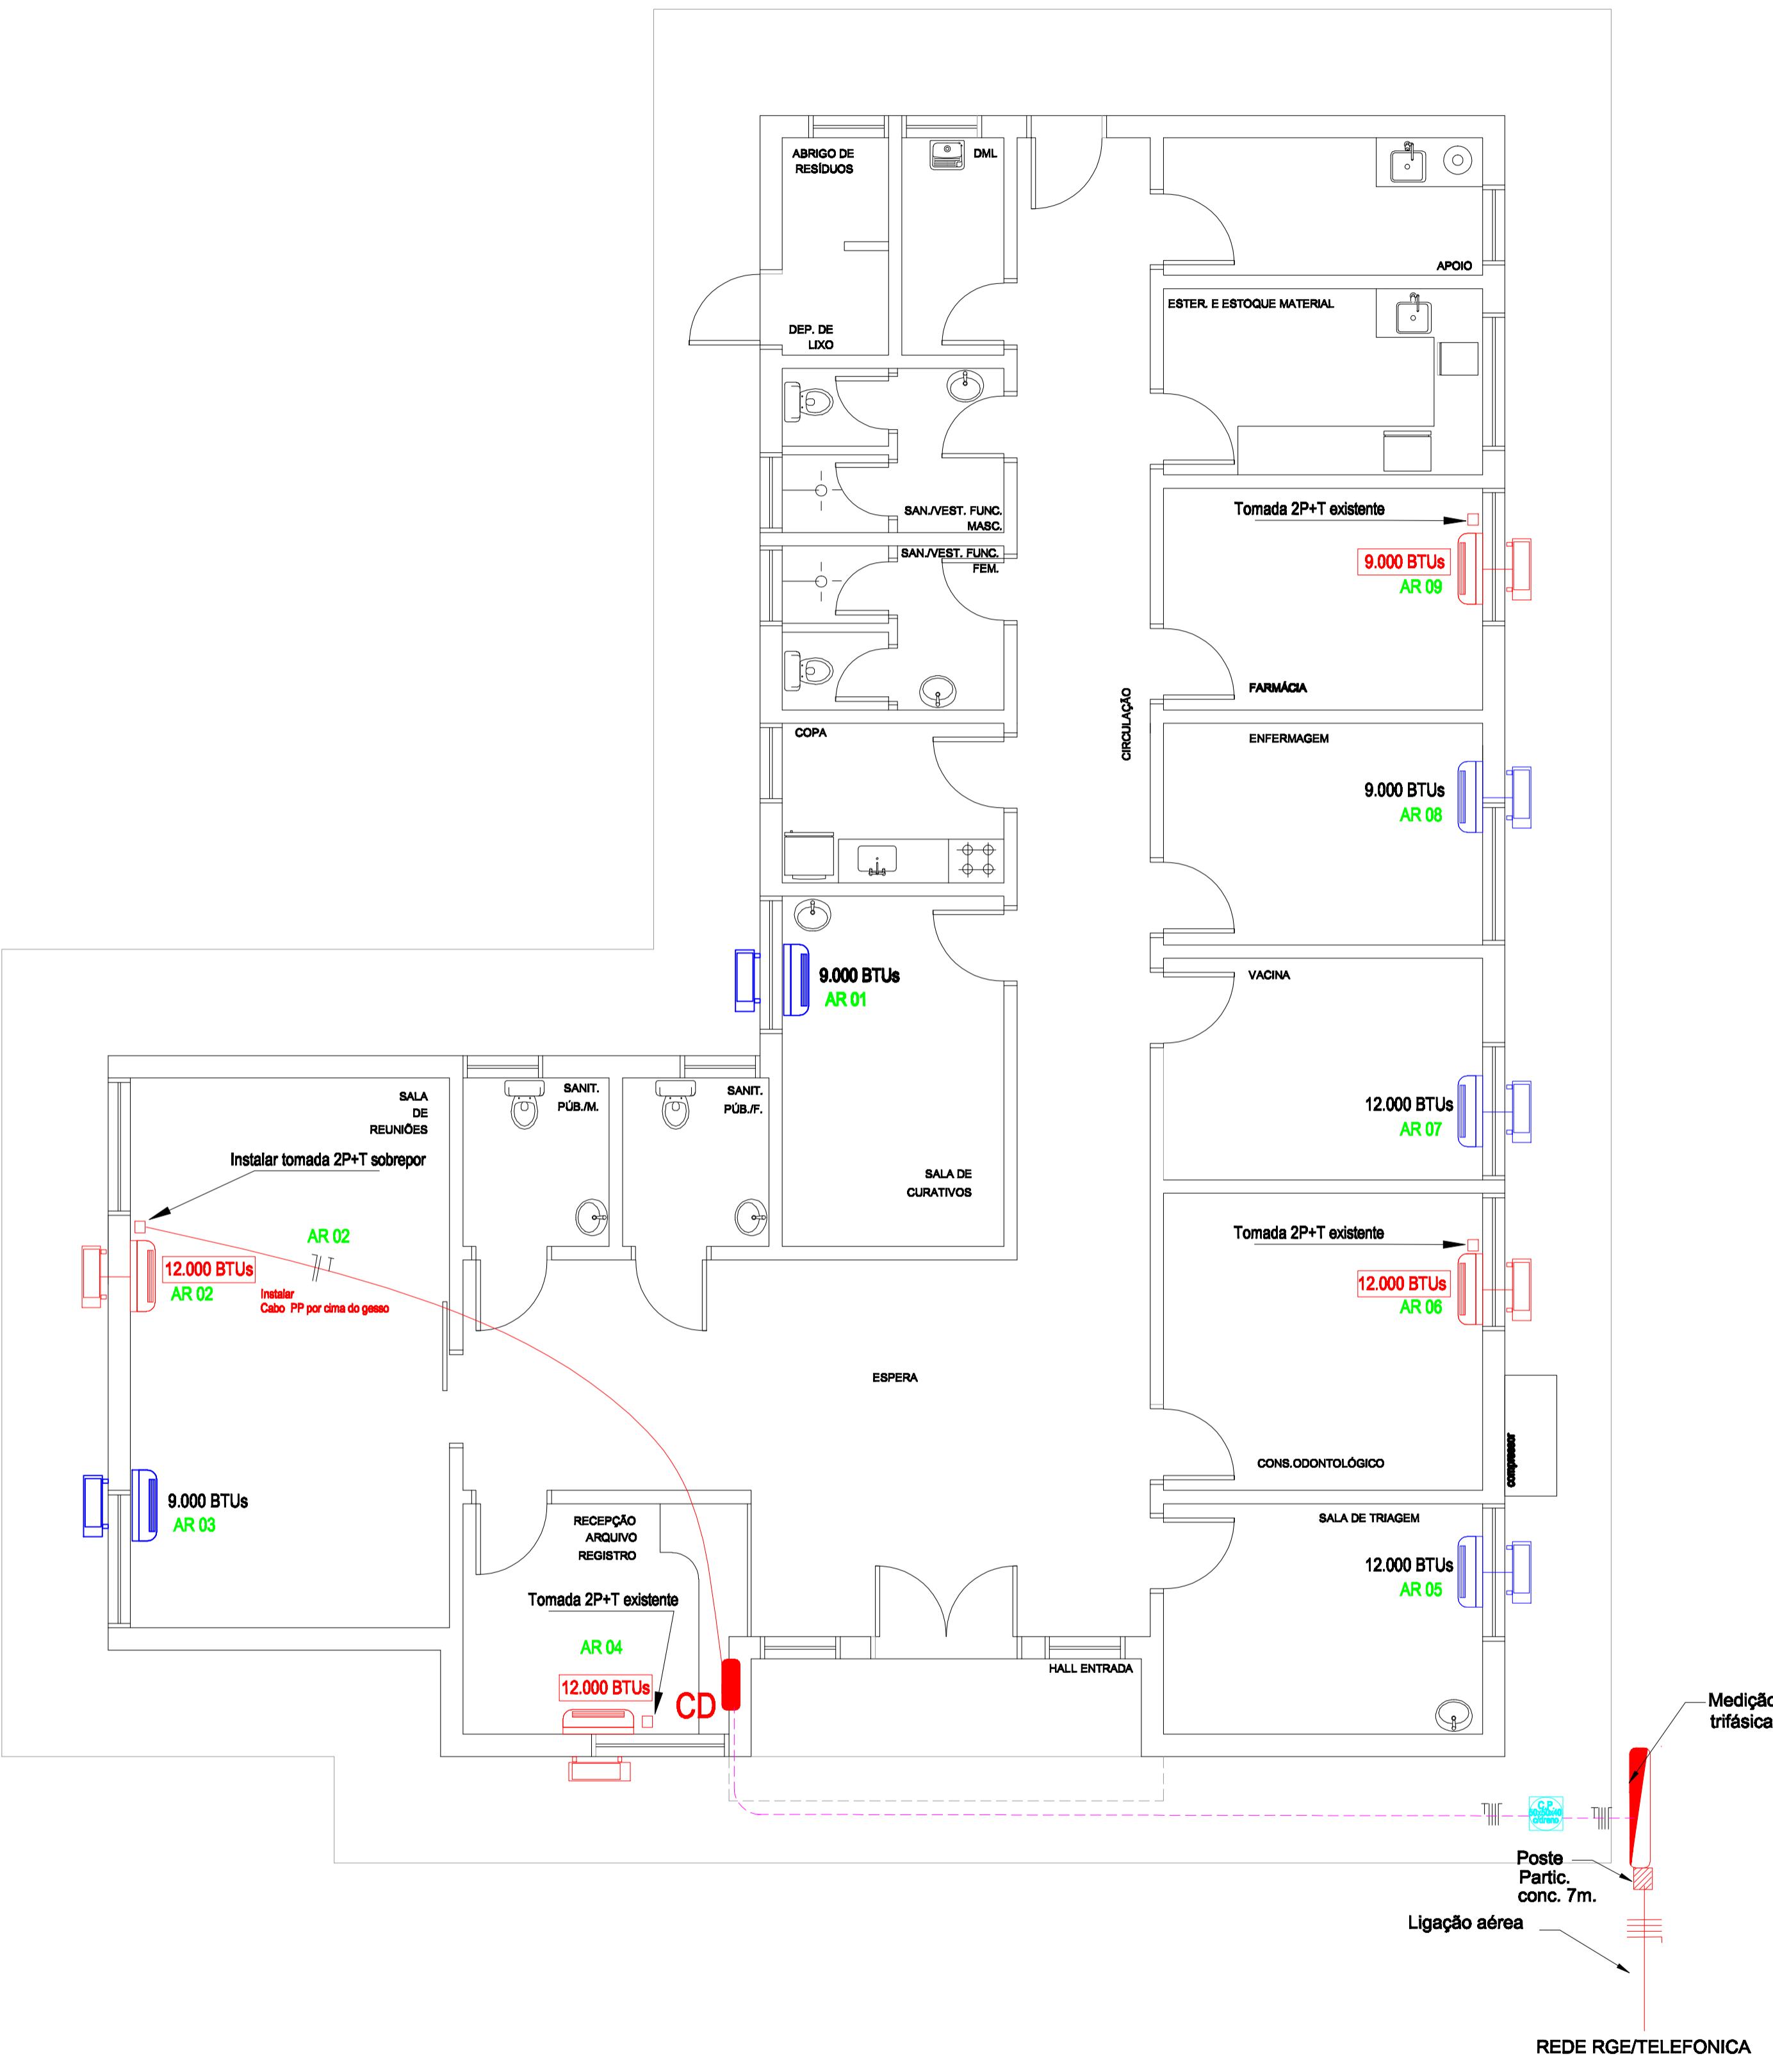 ABRIGO DE
RESÍDUOS
DML
APOIO
ESTER. E ESTOQUE MATERIAL
DEP. DE
LIXO
SAN./VEST. FUNC.
MASC.
SAN./VEST. FUNC.
FEM.
Tomada 2P+T existente
9.000 BTUs
AR 09
FARMÁCIA
CIRCULAÇÃO
COPA
ENFERMAGEM
9.000 BTUs
AR 08
9.000 BTUs
AR 01
VACINA
12.000 BTUs
AR 07
SALA
DE
REUNIÕES
SANIT.
PÚB./M.
SANIT.
PÚB./F.
Instalar tomada 2P+T sobrepor
SALA DE
CURATIVOS
AR 02
12.000 BTUs
AR 02
Instalar
Cabo PP por cima do gesso
Tomada 2P+T existente
12.000 BTUs
AR 06
ESPERA
CONS.ODONTOLÓGICO
compressor
9.000 BTUs
AR 03
RECEPÇÃO
ARQUIVO
REGISTRO
SALA DE TRIAGEM
12.000 BTUs
AR 05
Tomada 2P+T existente
AR 04
12.000 BTUs
CD
HALL ENTRADA
Medição
trifásica
C.P.
c/dreno
Poste
Partic.
conc. 7m.
Ligação aérea
REDE RGE/TELEFONICA